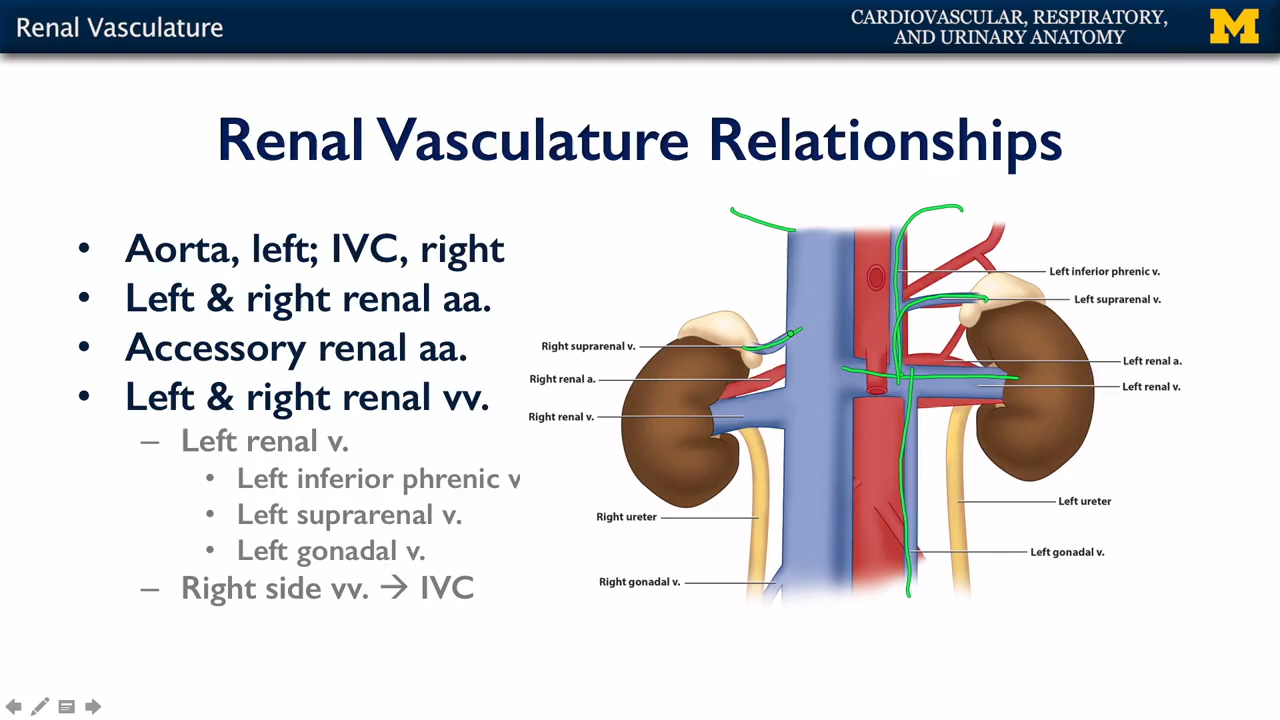 Renal Vasculature
CARDIOVASCULAR, RESPIRATORY,
AND URINARY ANATOMY
M
Renal Vasculature Relationships
• Aorta, left; IVC, right
• Left & right renal aa.
• Accessory renal aa.
• Left & right renal vv.
– Left renal v.
• Left inferior phrenic v
• Left suprarenal v.
• Left gonadal v.
– Right side vv. → IVC
Right suprarenal v.
Right renal a.
Right renal v.
Right ureter
Right gonadal v.
Left inferior phrenic v.
Left suprarenal v.
Left renal a.
Left renal v.
Left ureter
Left gonadal v.